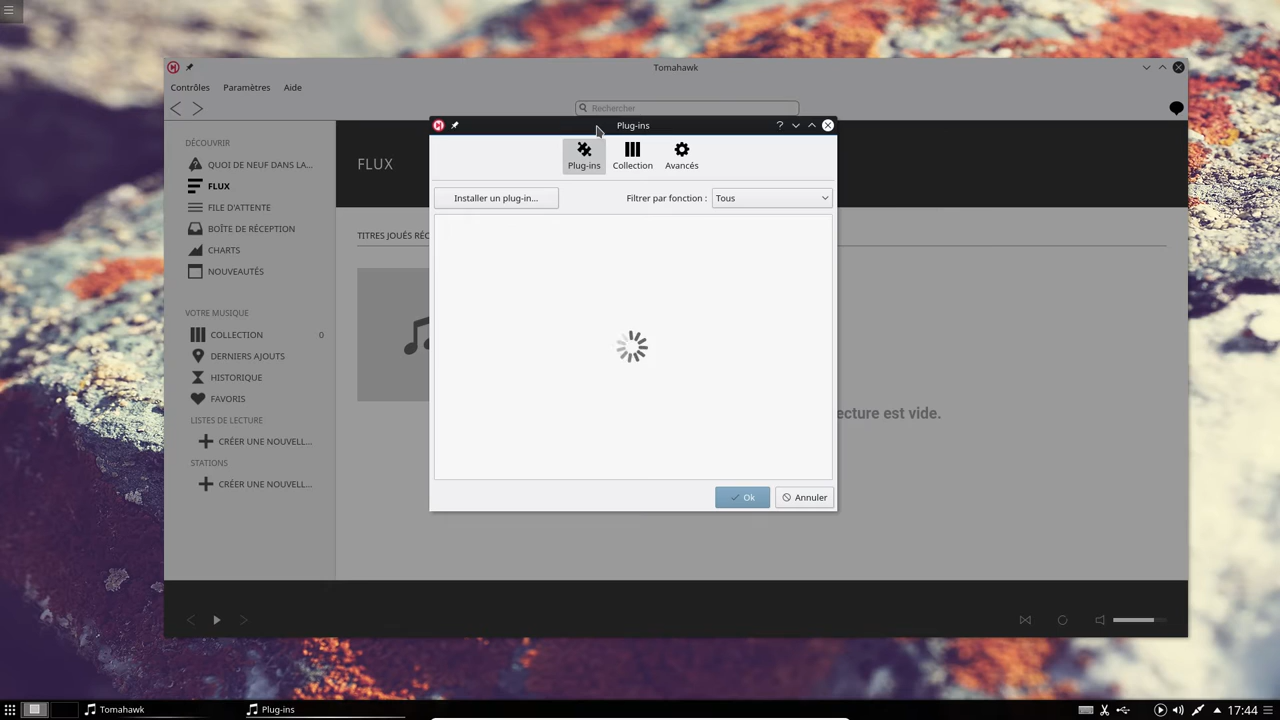 Tomahawk
Contrôles
Paramètres
Aide
Rechercher
Plug-ins
?
Plug-ins
Collection
Avancés
Installer un plug-in...
Filtrer par fonction :
Tous
Ok
Annuler
DÉCOUVRIR
QUOI DE NEUF DANS LA...
FLUX
FILE D'ATTENTE
BOÎTE DE RÉCEPTION
CHARTS
NOUVEAUTÉS
VOTRE MUSIQUE
COLLECTION 0
DERNIERS AJOUTS
HISTORIQUE
FAVORIS
LISTES DE LECTURE
CRÉER UNE NOUVELL...
STATIONS
CRÉER UNE NOUVELL...
FLUX
TITRES JOUÉS RÉC
ecture est vide.
Tomahawk
Plug-ins
17:44